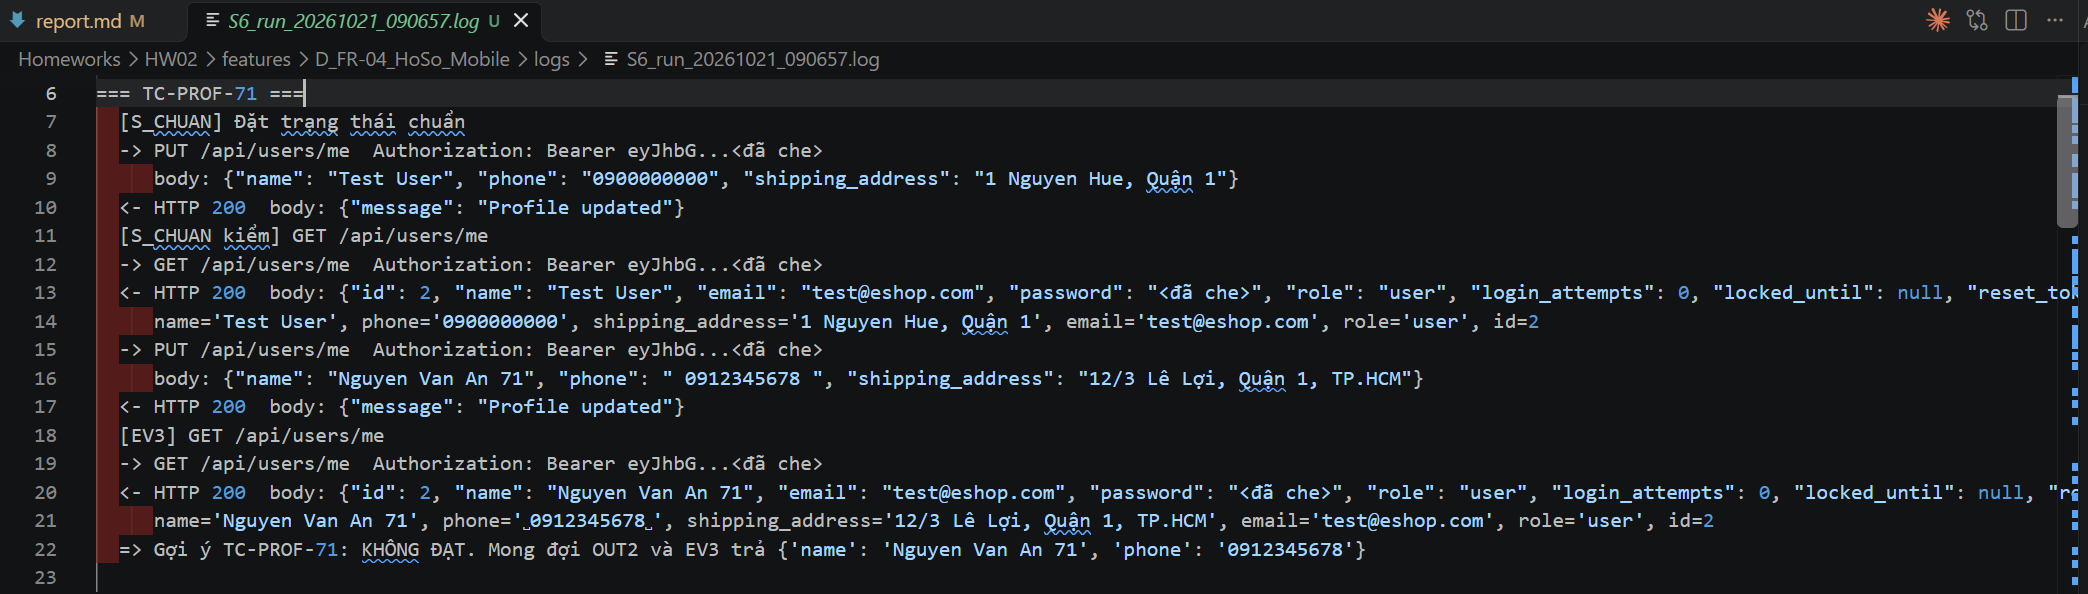 report.md M
S6_run_20261021_090657.log U
Homeworks > HW02 > features > D_FR-04_HoSo_Mobile > logs > S6_run_20261021_090657.log
6 === TC-PROF-71 ===
7 [S_CHUAN] Đặt trạng thái chuẩn
8 -> PUT /api/users/me  Authorization: Bearer eyJhbG...<đã che>
9 body: {"name": "Test User", "phone": "0900000000", "shipping_address": "1 Nguyen Hue, Quận 1"}
10 <- HTTP 200  body: {"message": "Profile updated"}
11 [S_CHUAN kiểm] GET /api/users/me
12 -> GET /api/users/me  Authorization: Bearer eyJhbG...<đã che>
13 <- HTTP 200  body: {"id": 2, "name": "Test User", "email": "test@eshop.com", "password": "<đã che>", "role": "user", "login_attempts": 0, "locked_until": null, "reset_tok
14 name='Test User', phone='0900000000', shipping_address='1 Nguyen Hue, Quận 1', email='test@eshop.com', role='user', id=2
15 -> PUT /api/users/me  Authorization: Bearer eyJhbG...<đã che>
16 body: {"name": "Nguyen Van An 71", "phone": " 0912345678 ", "shipping_address": "12/3 Lê Lợi, Quận 1, TP.HCM"}
17 <- HTTP 200  body: {"message": "Profile updated"}
18 [EV3] GET /api/users/me
19 -> GET /api/users/me  Authorization: Bearer eyJhbG...<đã che>
20 <- HTTP 200  body: {"id": 2, "name": "Nguyen Van An 71", "email": "test@eshop.com", "password": "<đã che>", "role": "user", "login_attempts": 0, "locked_until": null, "re
21 name='Nguyen Van An 71', phone=' 0912345678 ', shipping_address='12/3 Lê Lợi, Quận 1, TP.HCM', email='test@eshop.com', role='user', id=2
22 => Gợi ý TC-PROF-71: KHÔNG ĐẠT. Mong đợi OUT2 và EV3 trả {'name': 'Nguyen Van An 71', 'phone': '0912345678'}
23